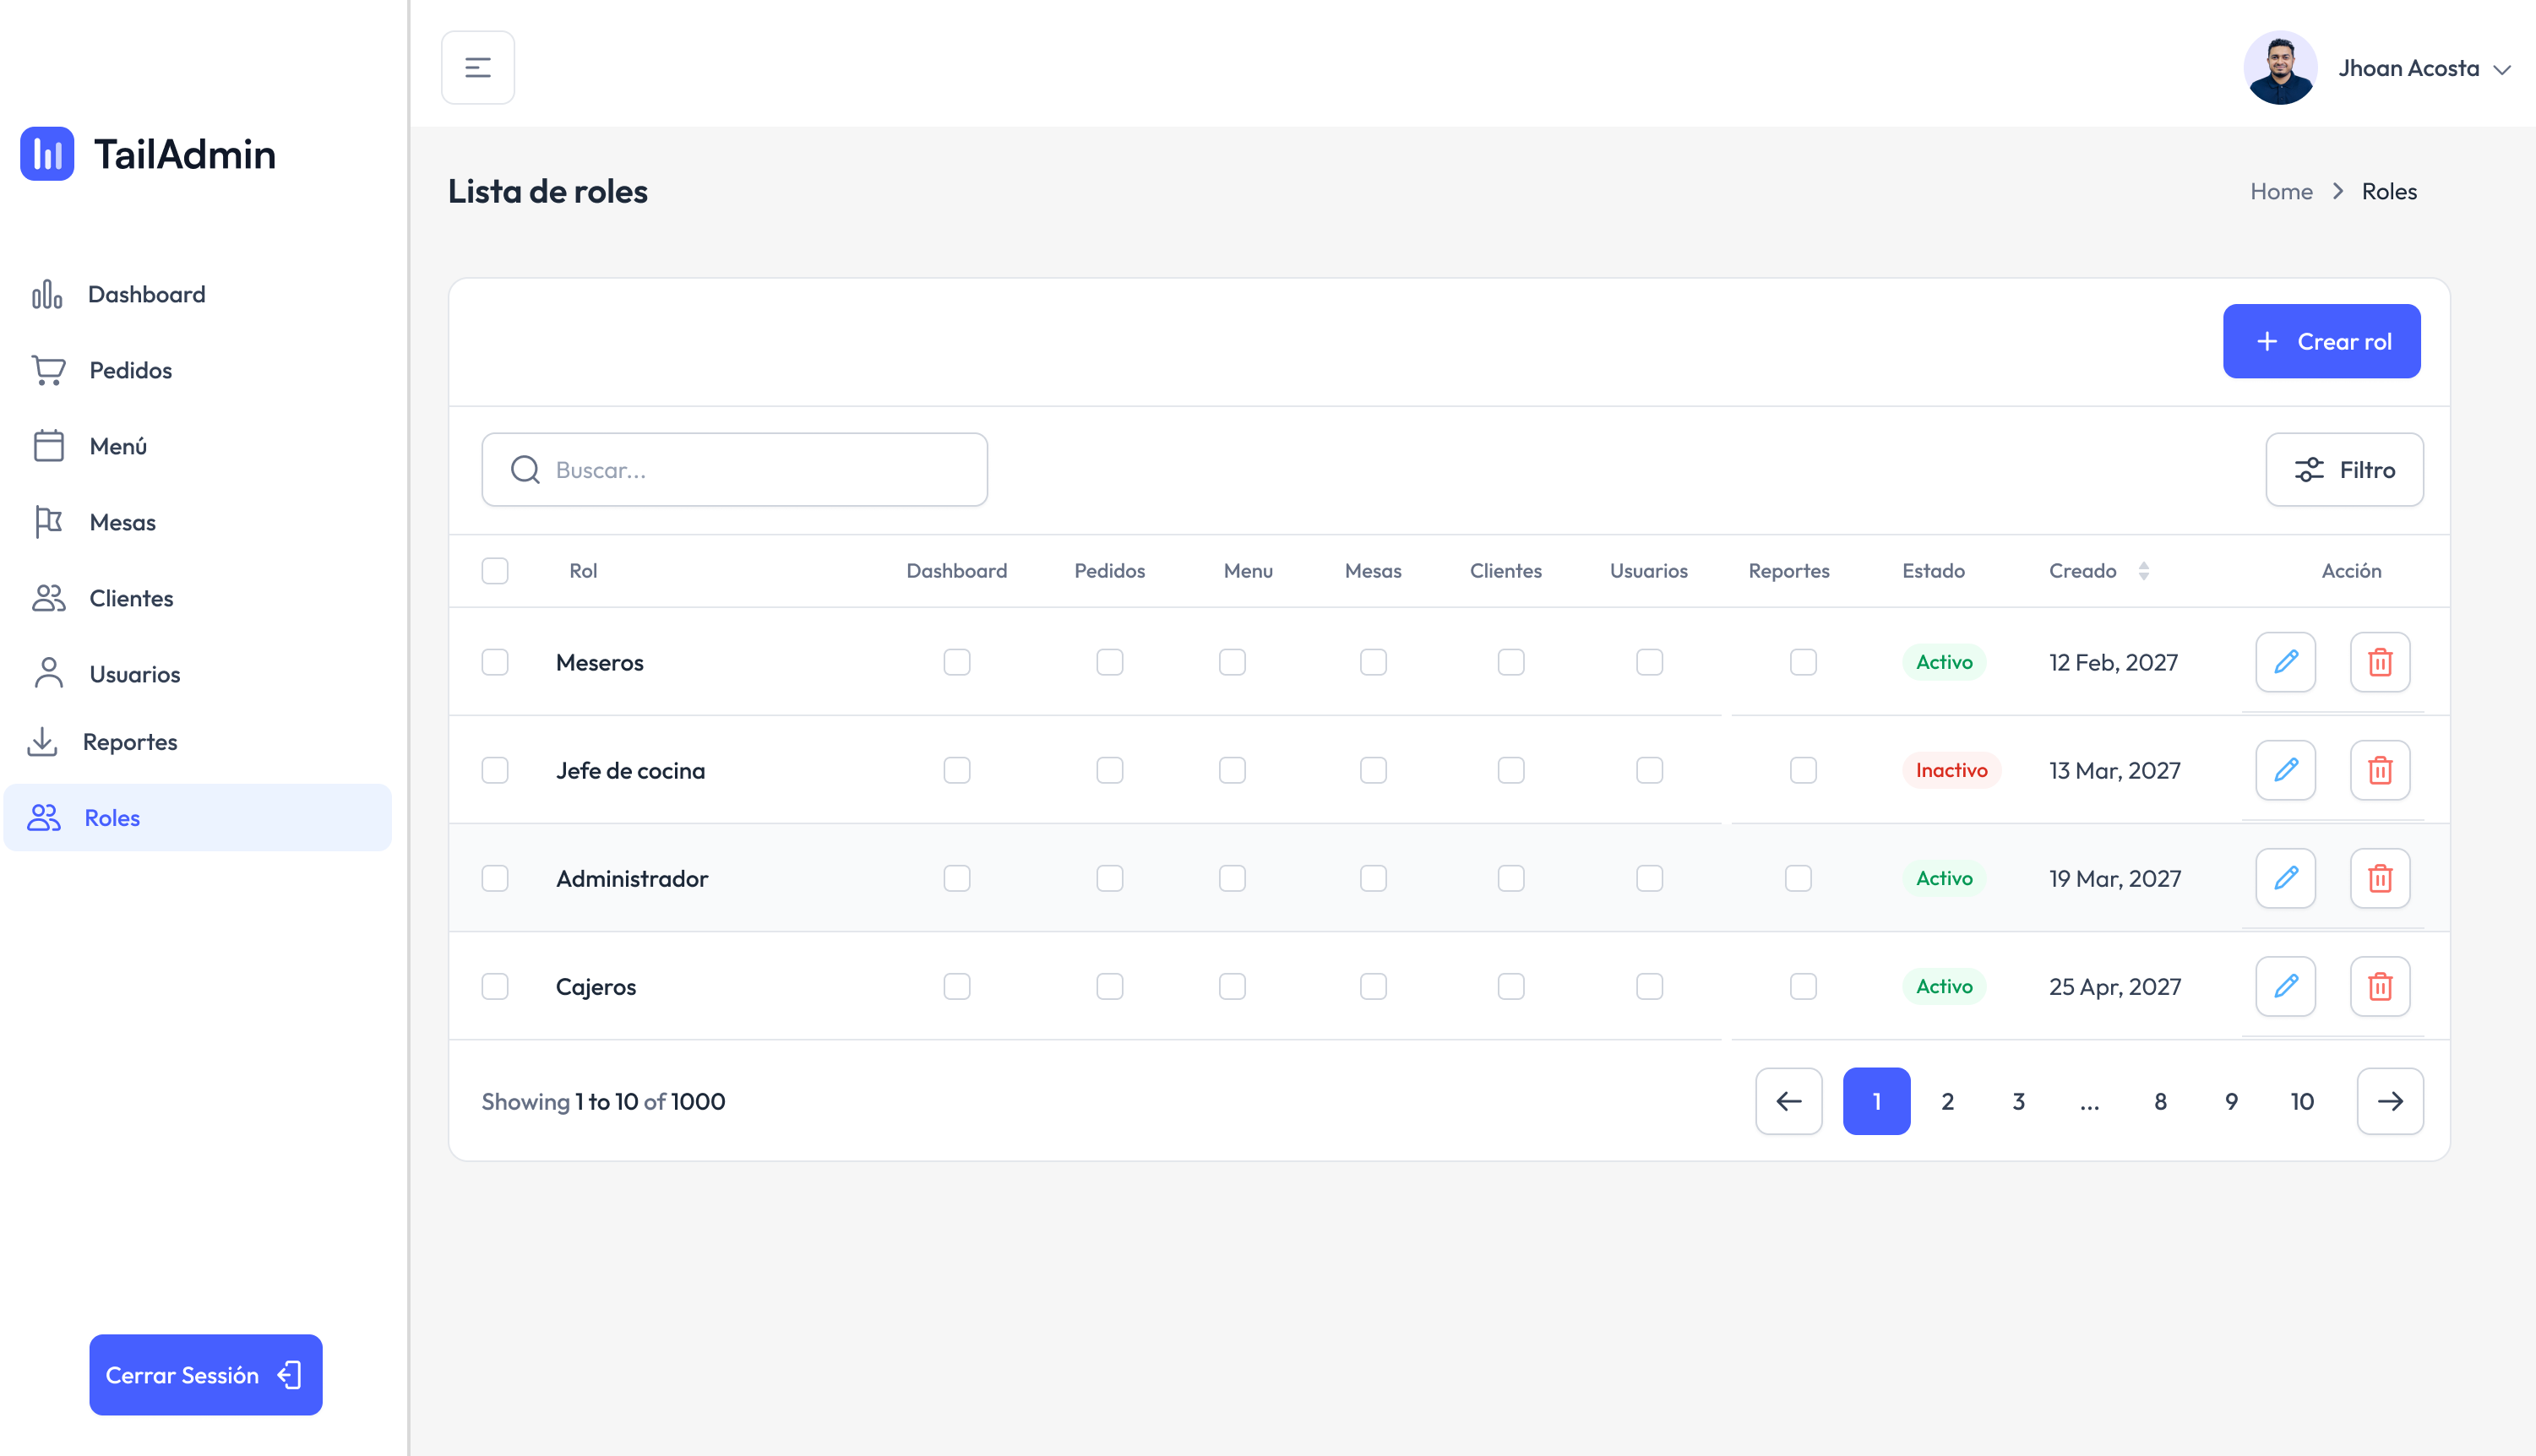 Jhoan Acosta
TailAdmin
Lista de roles
Home > Roles
Dashboard
Pedidos
Menú
Mesas
Clientes
Usuarios
Reportes
Roles
Cerrar Sessión
+ Crear rol
Buscar...
Filtro
Rol Dashboard Pedidos Menu Mesas Clientes Usuarios Reportes Estado Creado Acción
Meseros Activo 12 Feb, 2027
Jefe de cocina Inactivo 13 Mar, 2027
Administrador Activo 19 Mar, 2027
Cajeros Activo 25 Apr, 2027
Showing 1 to 10 of 1000
1 2 3 ... 8 9 10